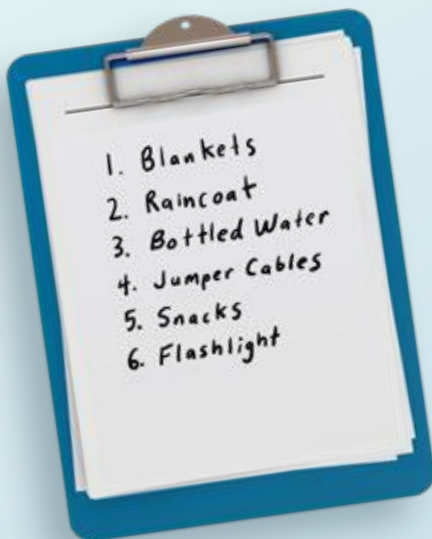 1. Blankets
2. Raincoat
3. Bottled Water
4. Jumper Cables
5. Snacks
6. Flashlight